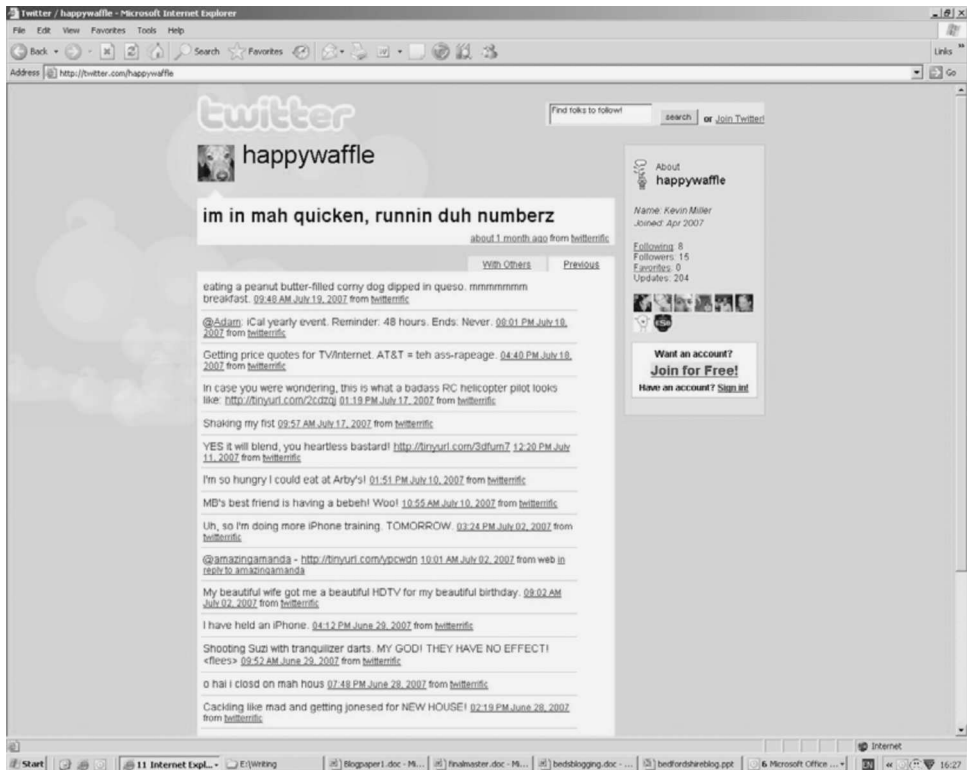 Twitter / happywaffle - Microsoft Internet Explorer
File Edit View Favorites Tools Help
Back Search Favorites Links
Address http://twitter.com/happywaffle Go
twitter
Find folks to follow! search or Join Twitter!
happywaffle
im in mah quicken, runnin duh numberz
about 1 month ago from twitterrific
With Others Previous
eating a peanut butter-filled corny dog dipped in queso. mmmmmmm
breakfast. 09:48 AM July 19, 2007 from twitterrific
@Adam: iCal yearly event. Reminder: 48 hours. Ends: Never.
2007 from twitterrific
Getting price quotes for TV/Internet. AT&T = teh ass-rapeage. 04:40 PM July 18,
2007 from twitterrific
In case you were wondering, this is what a badass RC helicopter pilot looks
like: http://tinyurl.com/2cdzqj 01:19 PM July 17, 2007 from twitterrific
Shaking my fist 09:57 AM July 17, 2007 from twitterrific
YES it will blend, you heartless bastard! http://tinyurl.com/3dfum7 12:20 PM July
11, 2007 from twitterrific
I'm so hungry I could eat at Arby's! 01:51 PM July 10, 2007 from twitterrific
MB's best friend is having a bebeh! Woo! 10:55 AM July 10, 2007 from twitterrific
Uh, so I'm doing more iPhone training. TOMORROW. 03:24 PM July 02, 2007 from
twitterrific
@amazingamanda - http://tinyurl.com/ypcwdn 10:01 AM July 02, 2007 from web in
reply to amazingamanda
My beautiful wife got me a beautiful HDTV for my beautiful birthday. 09:02 AM
July 02, 2007 from twitterrific
I have held an iPhone. 04:12 PM June 29, 2007 from twitterrific
Shooting Suzi with tranquilizer darts. MY GOD! THEY HAVE NO EFFECT!
<flees> 09:52 AM June 29, 2007 from twitterrific
o hai i closd on mah hous 07:48 PM June 28, 2007 from twitterrific
Cackling like mad and getting jonesed for NEW HOUSE! 02:19 PM June 28, 2007
from twitterrific
About
happywaffle
Name: Kevin Miller
Joined: Apr 2007
Following: 8
Followers: 15
Favorites: 0
Updates: 204
Want an account?
Join for Free!
Have an account? Sign in!
Internet
Start 11 Internet Expl... E:\Writing Blogpaper1.doc - Mi... finalmaster.doc - Mi... bedsblogging.doc - ... bedfordshireblog.ppt 6 Microsoft Office ... EN 16:27